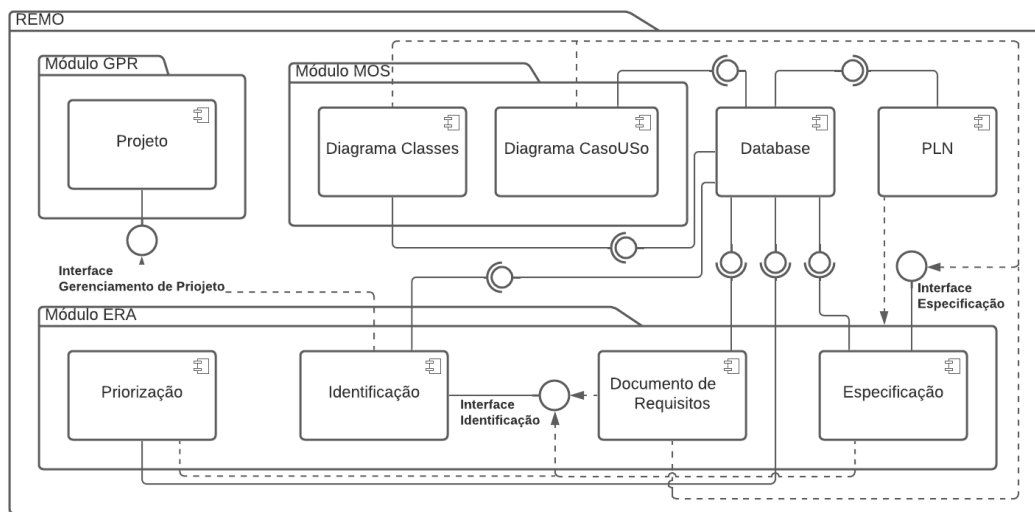 REMO
Módulo GPR
Projeto
Módulo MOS
Diagrama Classes
Diagrama CasoUSo
Database
PLN
Interface
Gerenciamento de Priojeto
Interface
Especificação
Módulo ERA
Priorização
Identificação
Interface
Identificação
Documento de
Requisitos
Especificação